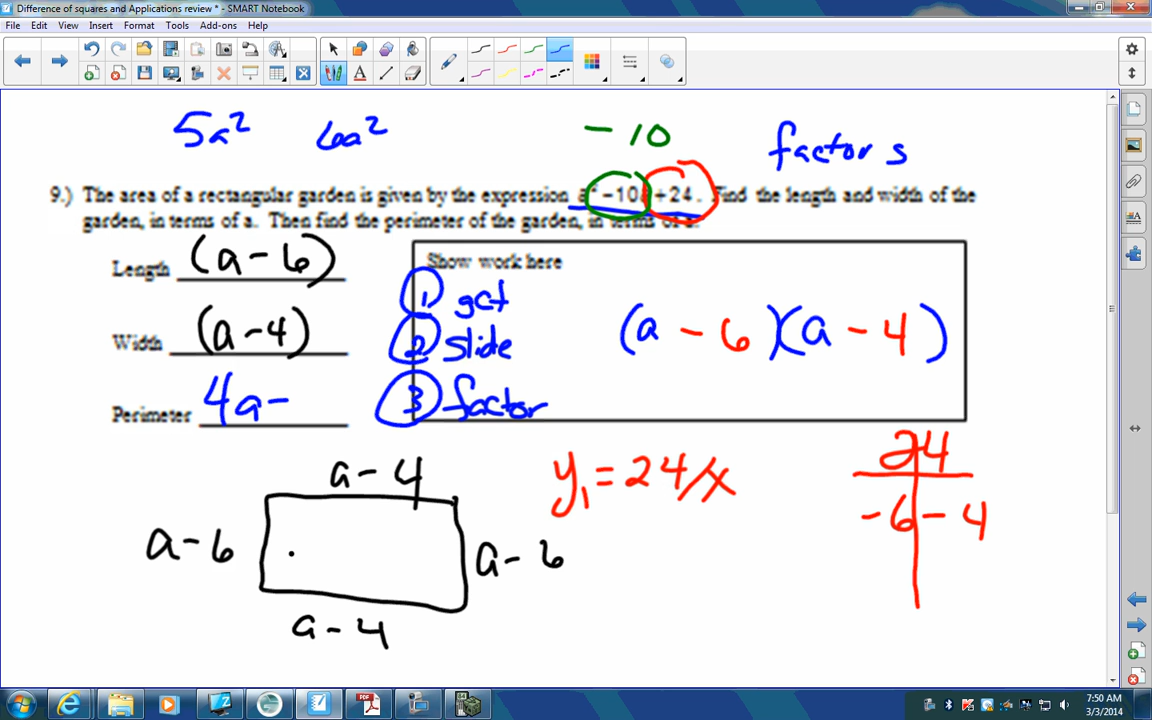 Difference of squares and Applications review * - SMART Notebook
File Edit View Insert Format Tools Add-ons Help
5a² 6a² -10 factors
9.) The area of a rectangular garden is given by the expression a² -10a +24. Find the length and width of the
garden, in terms of a. Then find the perimeter of the garden, in terms of a.
Length (a-6)
Show work here
① gct
(a - 6)(a - 4)
Width (a-4)
② slide
Perimeter 4a-
③ factor
a-4
y₁ = 24/x
24
-6 -4
a-6
a-6
a-4
7:50 AM
3/3/2014